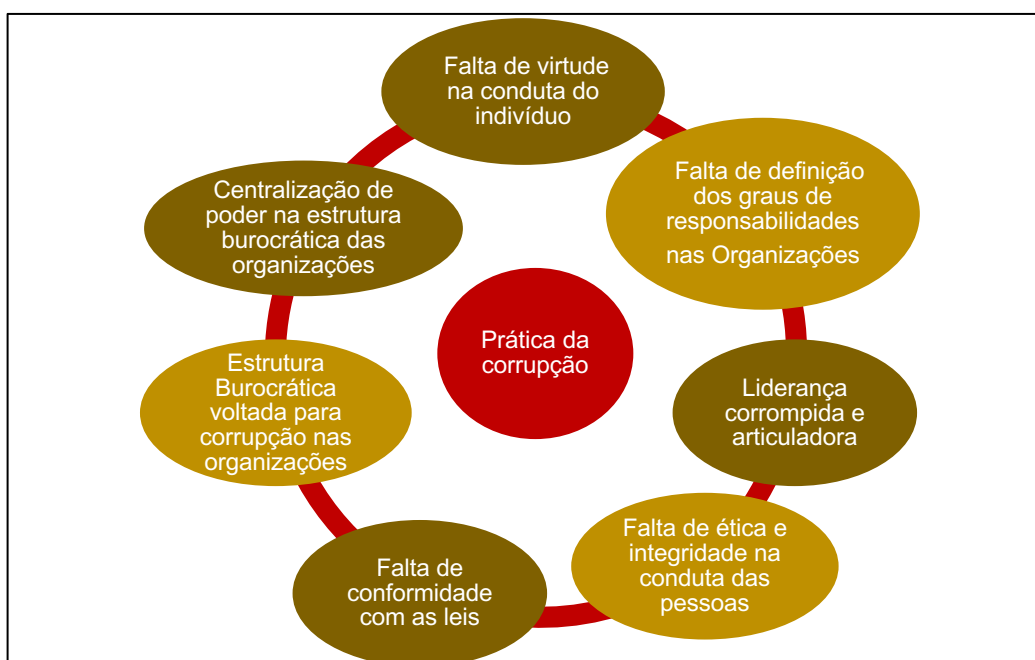 Falta de virtude
na conduta do
indivíduo
Falta de definição
dos graus de
responsabilidades
nas Organizações
Liderança
corrompida e
articuladora
Falta de ética e
integridade na
conduta das
pessoas
Falta de
conformidade
com as leis
Estrutura
Burocrática
voltada para
corrupção nas
organizações
Centralização de
poder na estrutura
burocrática das
organizações
Prática da
corrupção